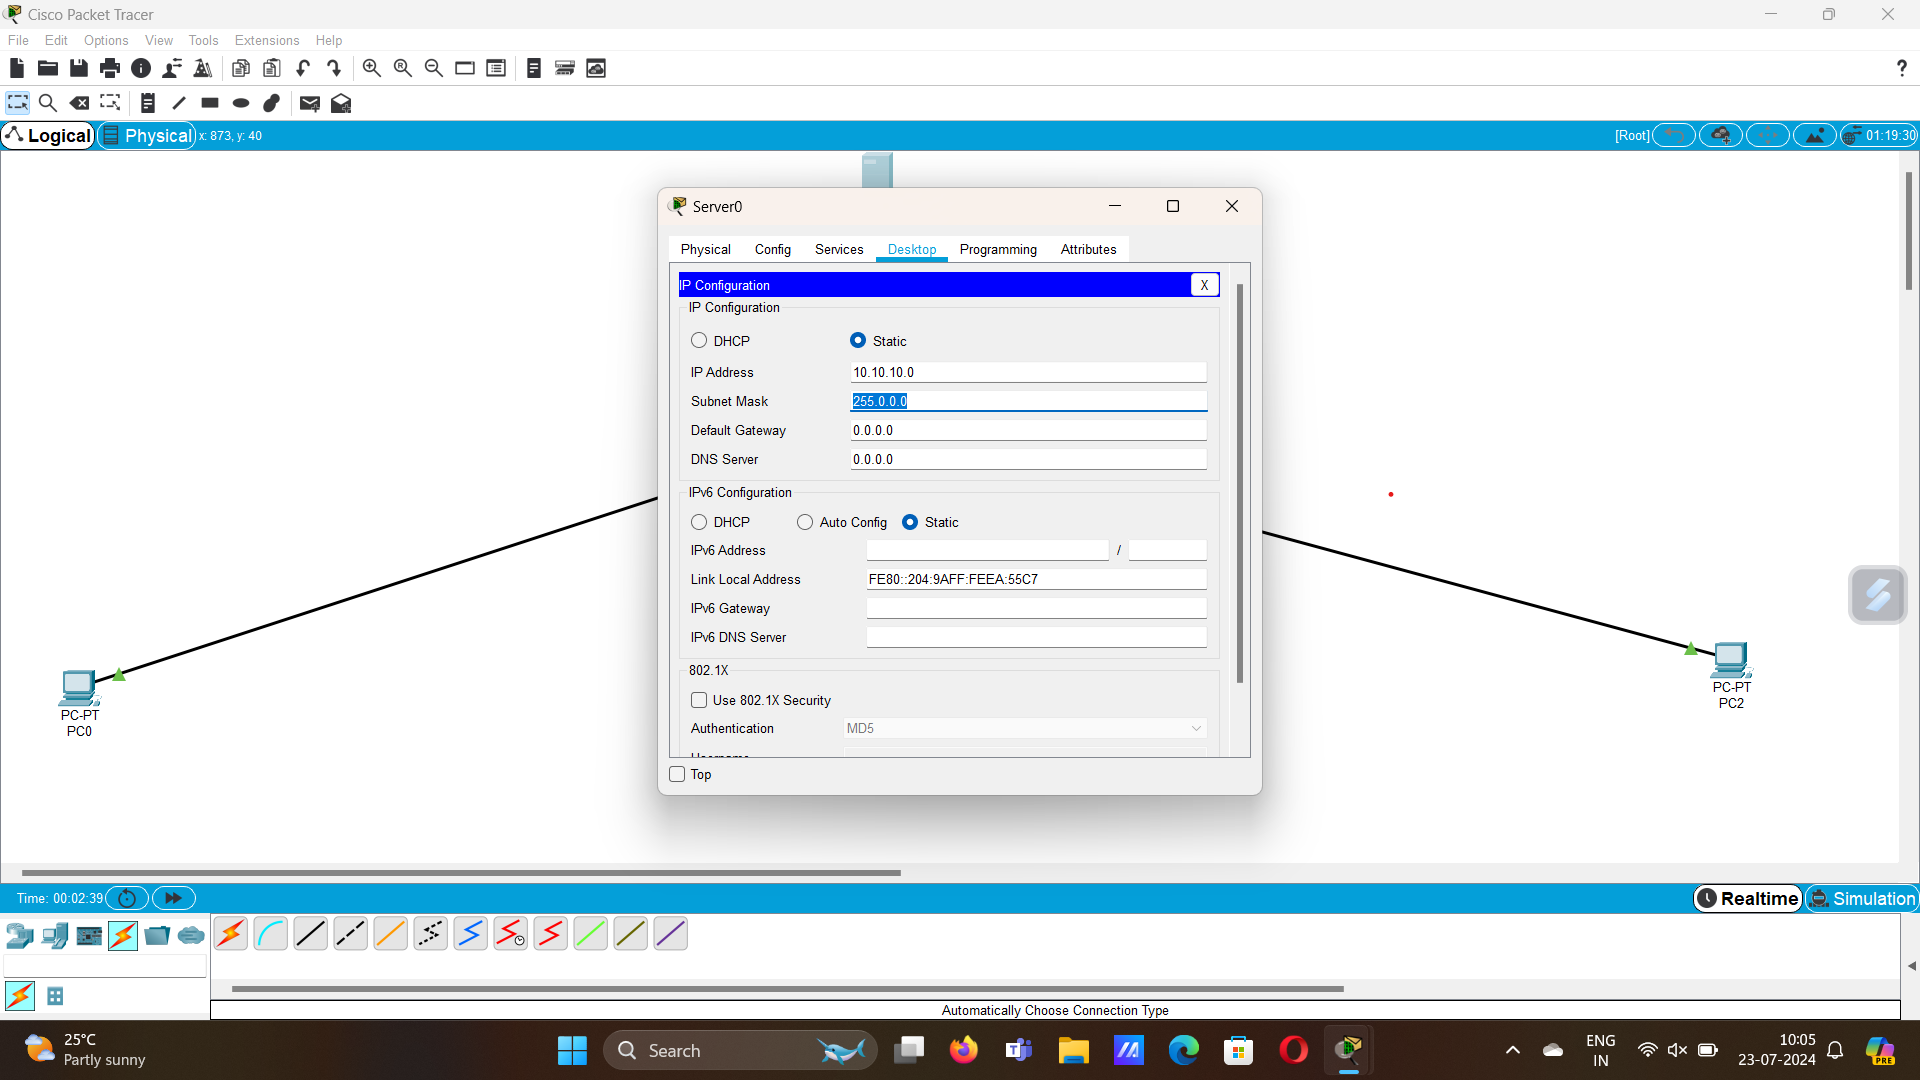 Cisco Packet Tracer
File Edit Options View Tools Extensions Help
?
Logical Physical x: 873, y: 40 [Root] 01:19:30
Server0
Physical Config Services Desktop Programming Attributes
IP Configuration X
IP Configuration
DHCP Static
IP Address 10.10.10.0
Subnet Mask 255.0.0.0
Default Gateway 0.0.0.0
DNS Server 0.0.0.0
IPv6 Configuration
DHCP Auto Config Static
IPv6 Address /
Link Local Address FE80::204:9AFF:FEEA:55C7
IPv6 Gateway
IPv6 DNS Server
802.1X
Use 802.1X Security
Authentication MD5
Top
PC-PT
PC0
PC-PT
PC2
Time: 00:02:39 Realtime Simulation
Automatically Choose Connection Type
25°C
Partly sunny
Search
ENG
IN
10:05
23-07-2024
PRE